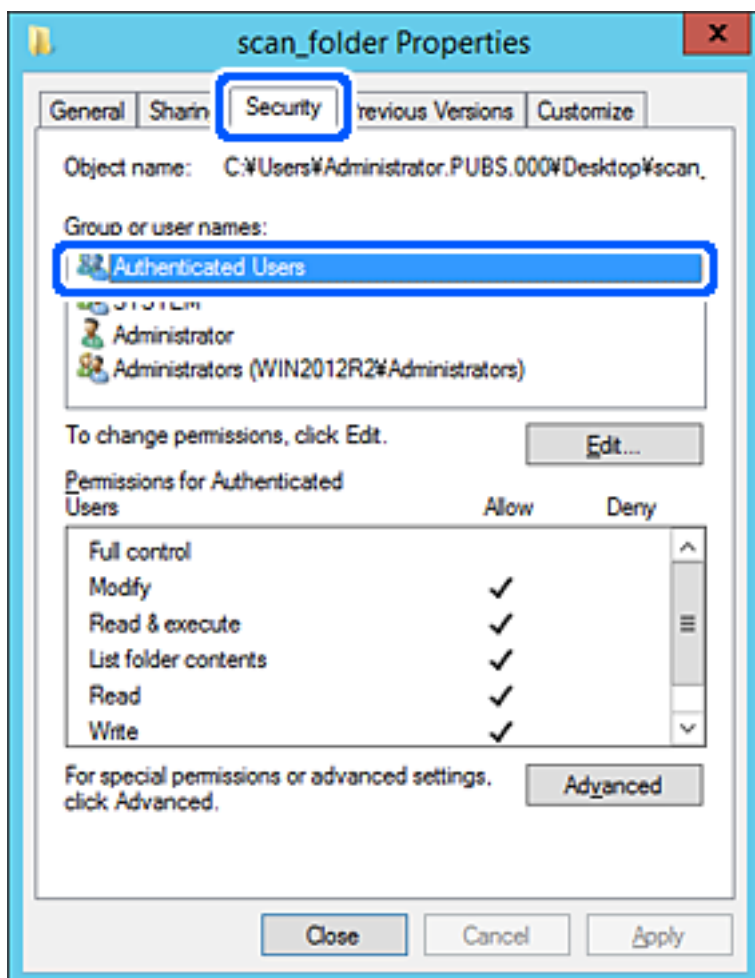 scan_folder Properties
x
General Sharin Security revious Versions Customize
Object name: C:¥Users¥Administrator.PUBS.000¥Desktop¥scan_
Group or user names:
Authenticated Users
SYSTEM
Administrator
Administrators (WIN2012R2¥Administrators)
To change permissions, click Edit.
Edit...
Permissions for Authenticated
Users
Allow Deny
Full control
Modify
Read & execute
List folder contents
Read
Write
For special permissions or advanced settings,
click Advanced.
Advanced
Close Cancel Apply